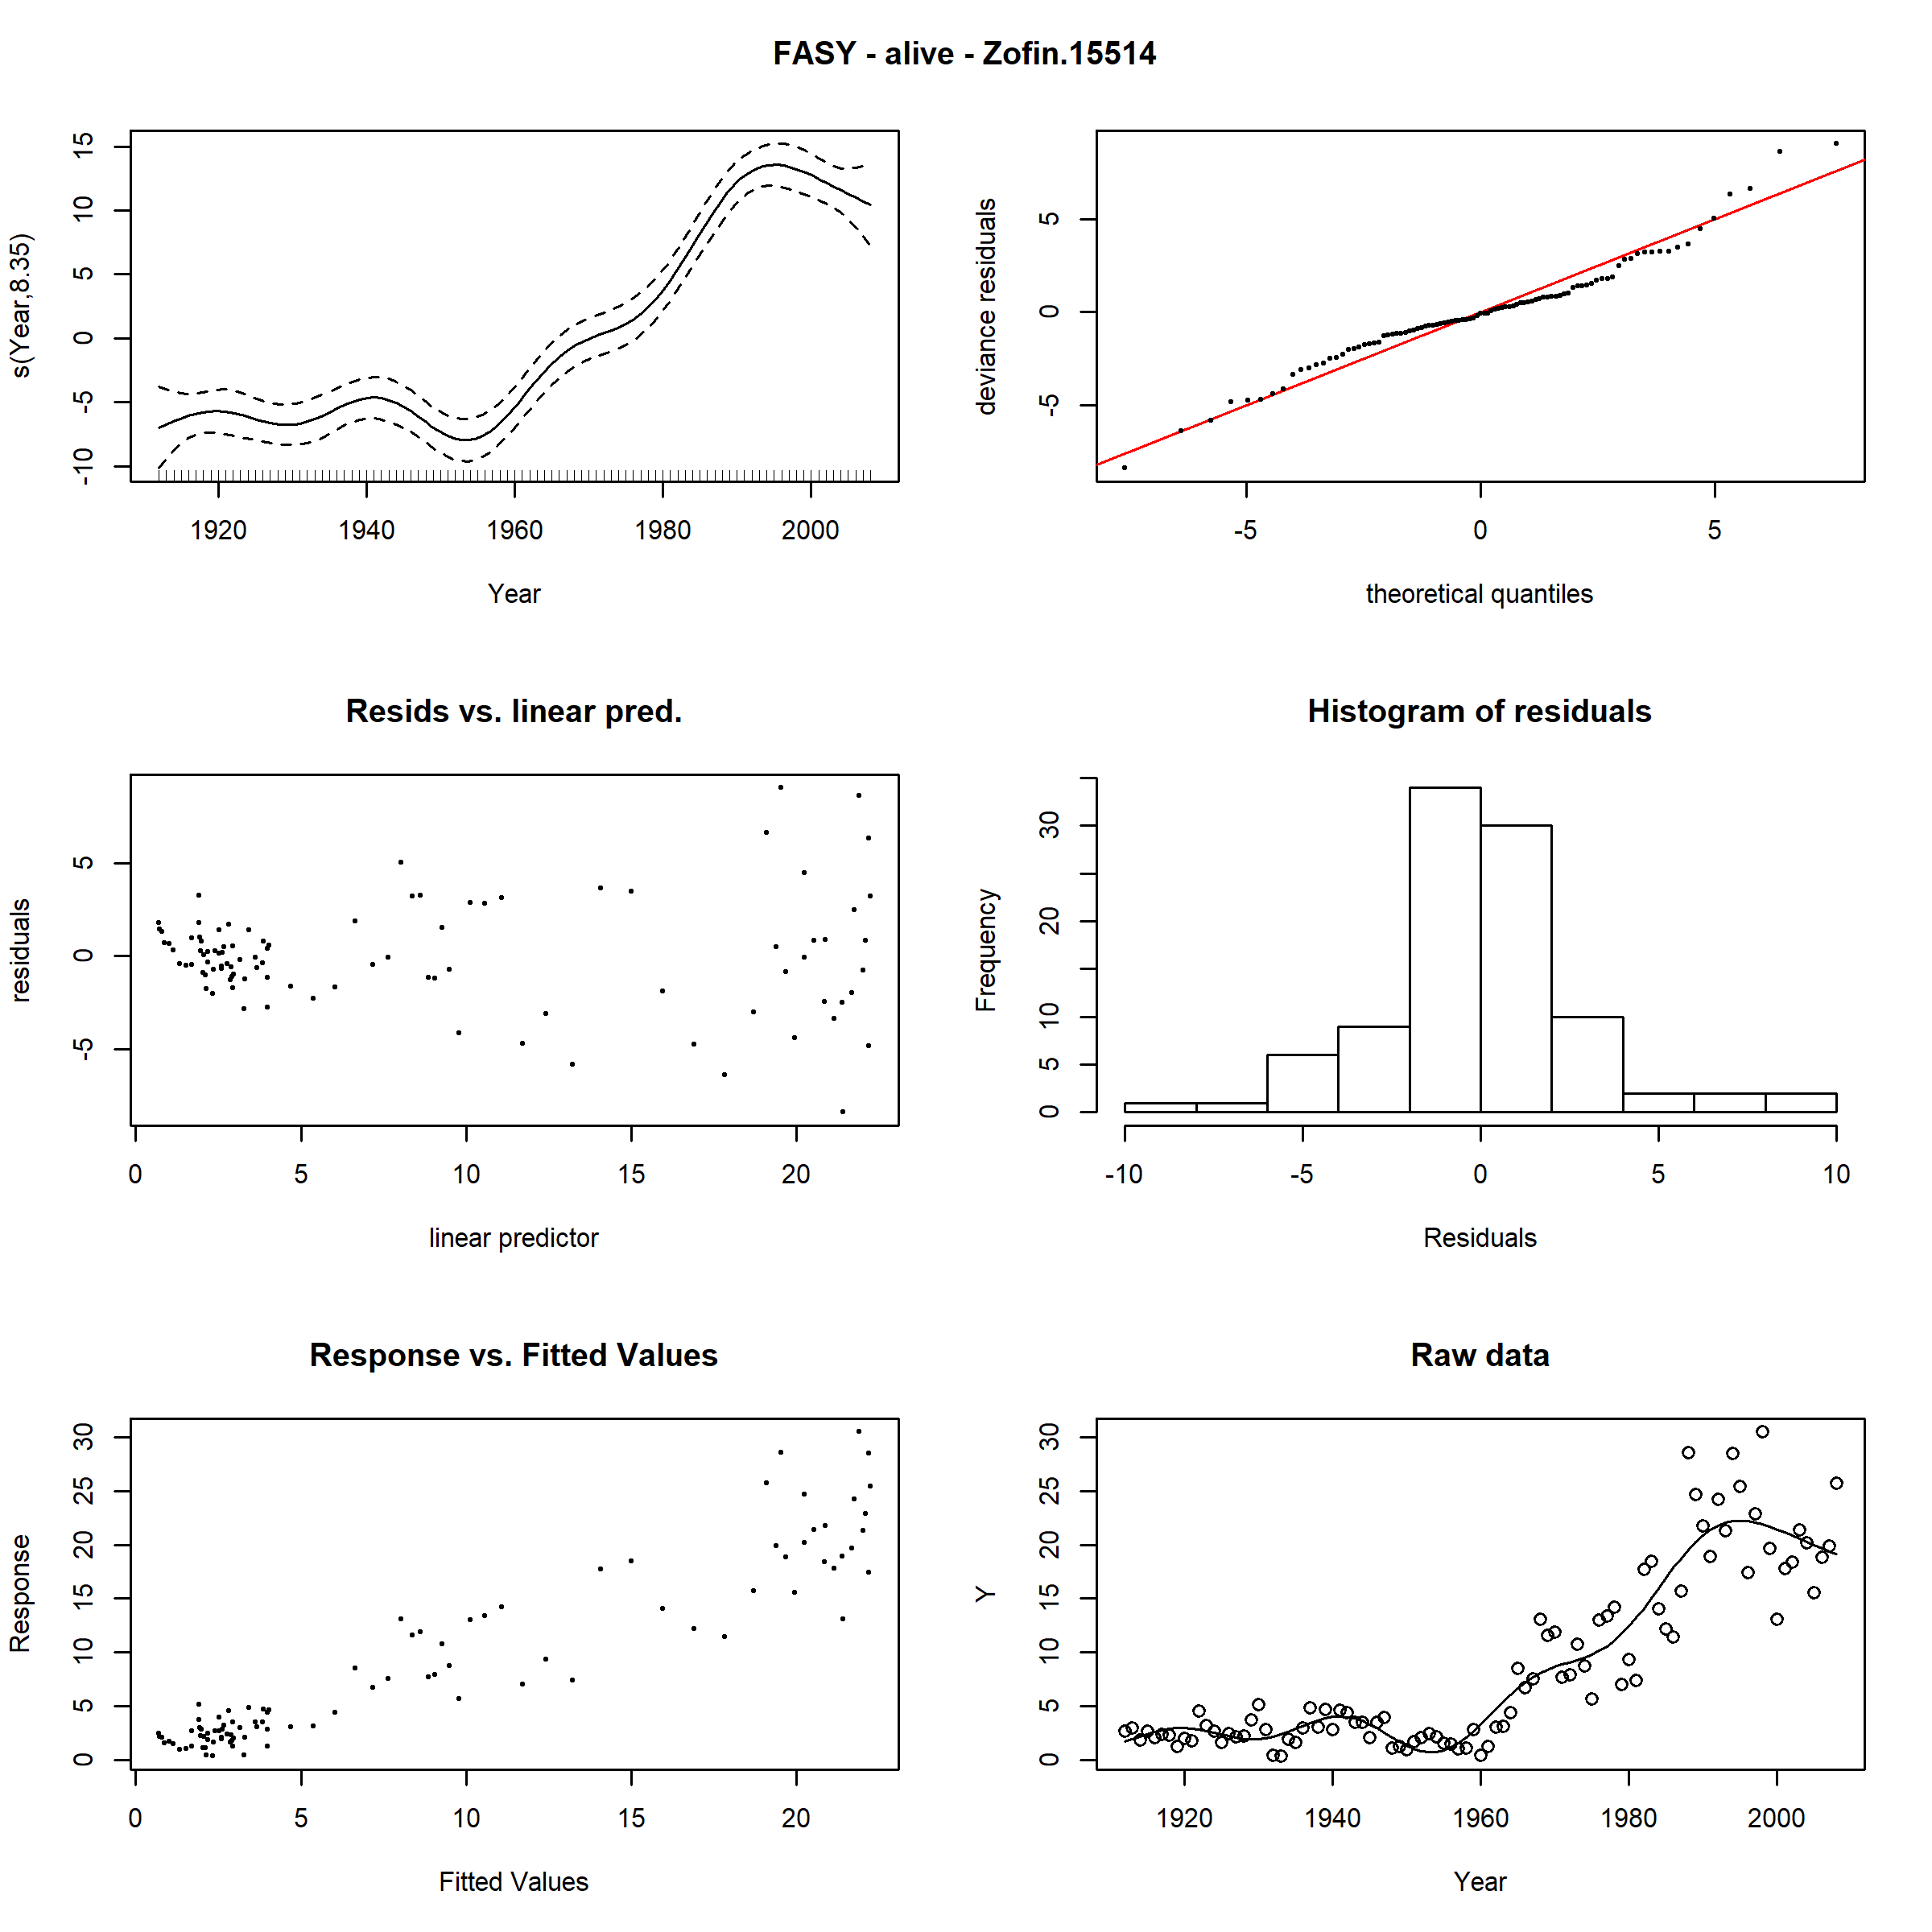 FASY - alive - Zofin.15514
s(Year,8.35)
-10 -5 0 5 10 15
1920 1940 1960 1980 2000
Year
deviance residuals
-5 0 5
-5 0 5
theoretical quantiles
Resids vs. linear pred.
residuals
-5 0 5
0 5 10 15 20
linear predictor
Histogram of residuals
Frequency
0 5 10 20 30
-10 -5 0 5 10
Residuals
Response vs. Fitted Values
Response
0 5 10 15 20 25 30
0 5 10 15 20
Fitted Values
Raw data
Y
0 5 10 15 20 25 30
1920 1940 1960 1980 2000
Year